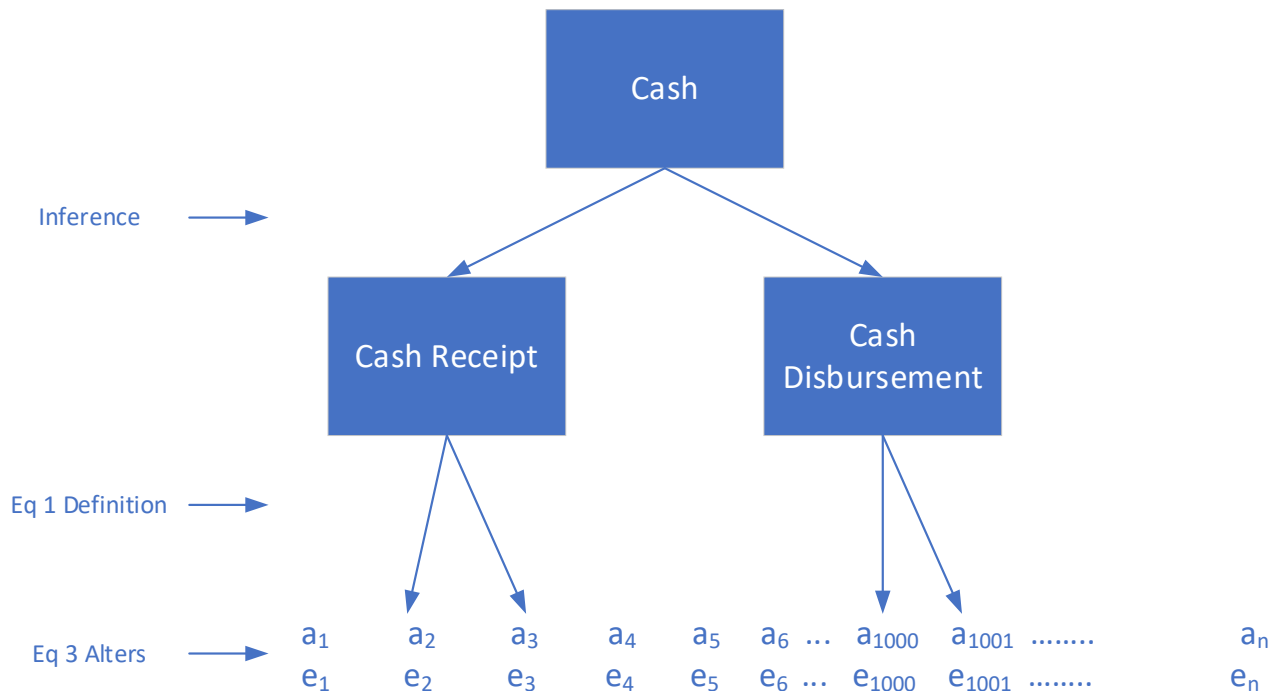 Cash
Inference
Cash Receipt
Cash
Disbursement
Eq 1 Definition
Eq 3 Alters
a₁ a₂ a₃ a₄ a₅ a₆ ... a₁₀₀₀ a₁₀₀₁ ........ aₙ
e₁ e₂ e₃ e₄ e₅ e₆ ... e₁₀₀₀ e₁₀₀₁ ........ eₙ